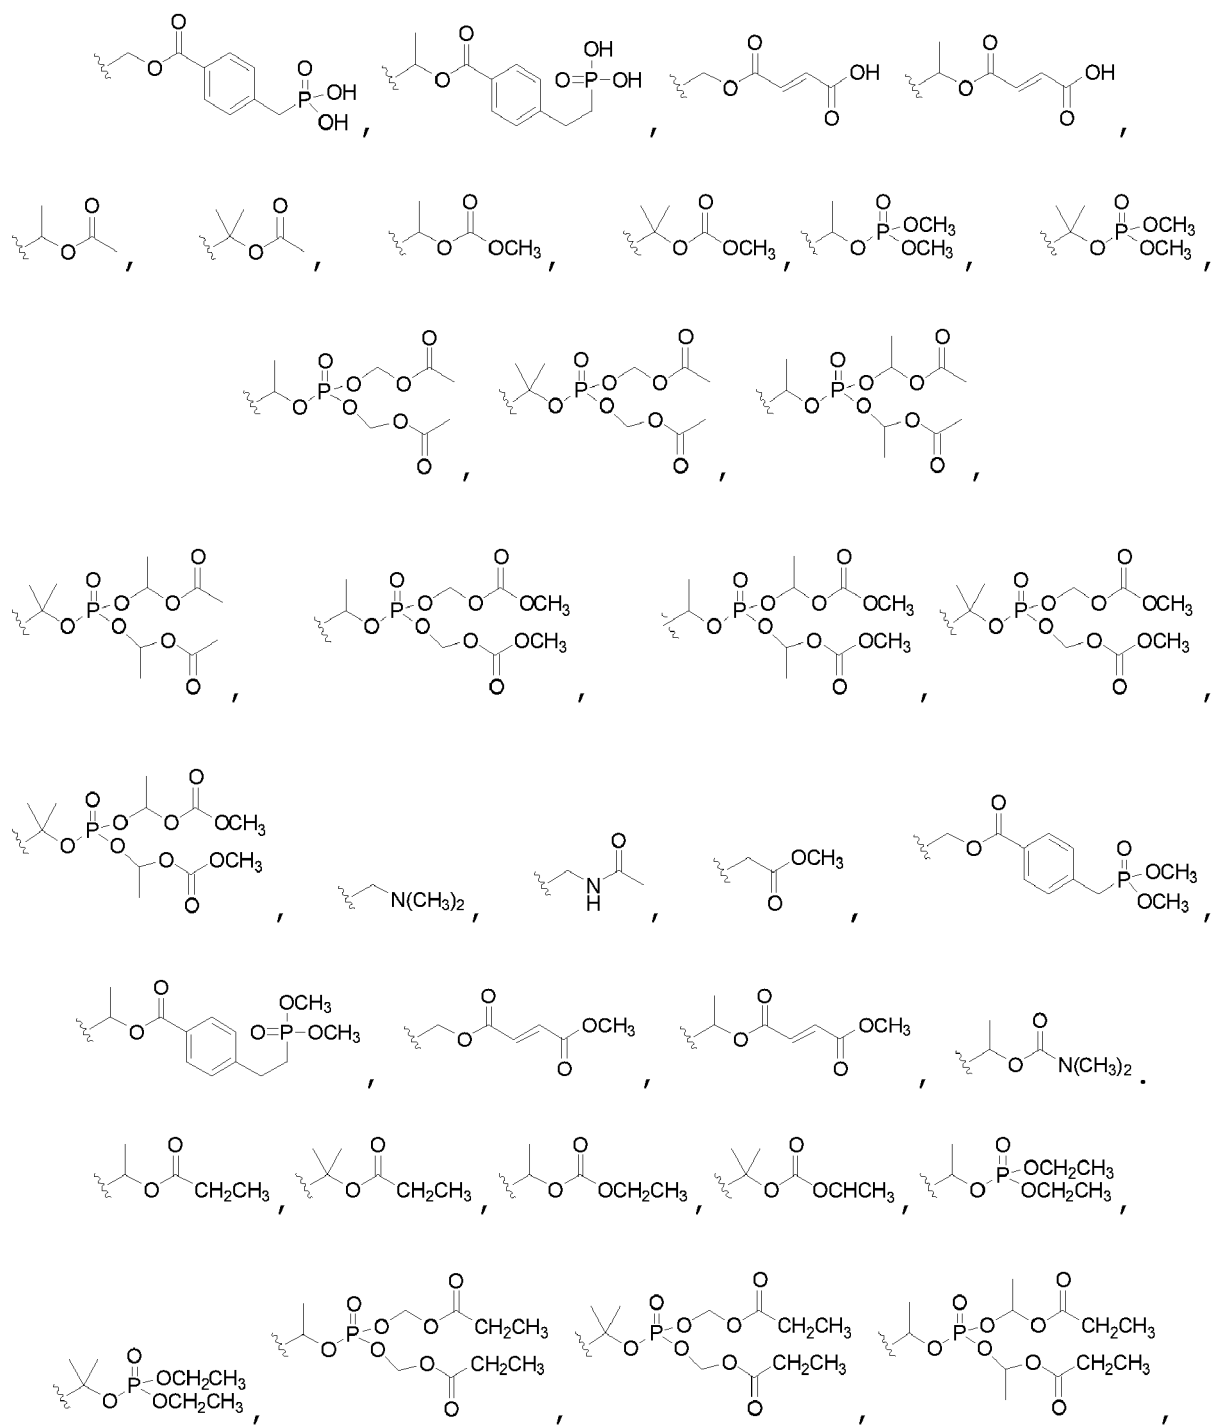 O O OH O O
O O O O=P OH O OH O OH
P OH OH , , O O , ,
O O O O O O
O , O , O OCH3 , O OCH3 , O P OCH3 OCH3 , O P OCH3 OCH3 ,
O O O O O O
O P O O O P O O O P O O
O O O O O O
O , O , O ,
O O O O O O O O
O P O O O P O O OCH3 O P O O OCH3 O P O O OCH3
O O O O OCH3 O O OCH3 O O OCH3
O , O , O , O ,
O O O O O
O P O O OCH3 OCH3 O O
O O OCH3 N P OCH3
O , N(CH3)2 , H , O , OCH3 ,
O OCH3 O O O
O O=P OCH3 O OCH3 O OCH3 O
, O , O , N(CH3)2 .
O O O O O
O CH2CH3 , O CH2CH3 , O OCH2CH3 , O OCHCH3 , O P OCH2CH3 OCH2CH3 ,
O O O O O O
O P O O CH2CH3 O P O O CH2CH3 O P O O CH2CH3
O O O CH2CH3 O O CH2CH3 O O CH2CH3
O P OCH2CH3 OCH2CH3 , O , O , O ,